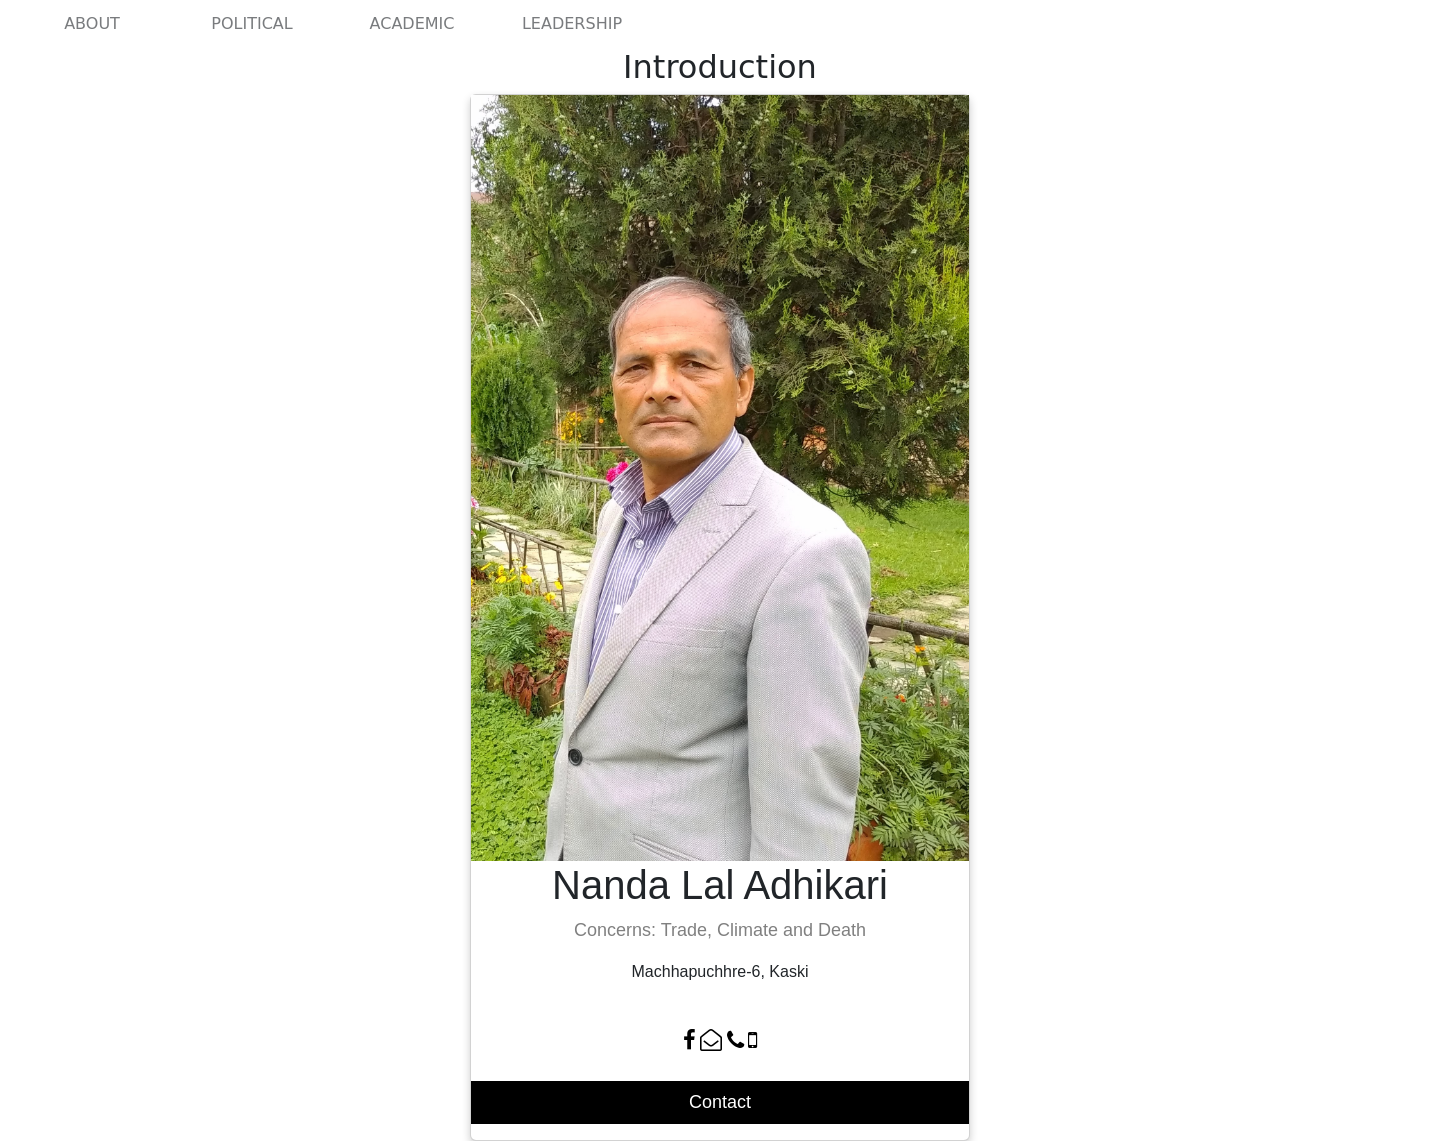 ABOUT POLITICAL ACADEMIC LEADERSHIP
Introduction
Nanda Lal Adhikari
Concerns: Trade, Climate and Death
Machhapuchhre-6, Kaski
Contact